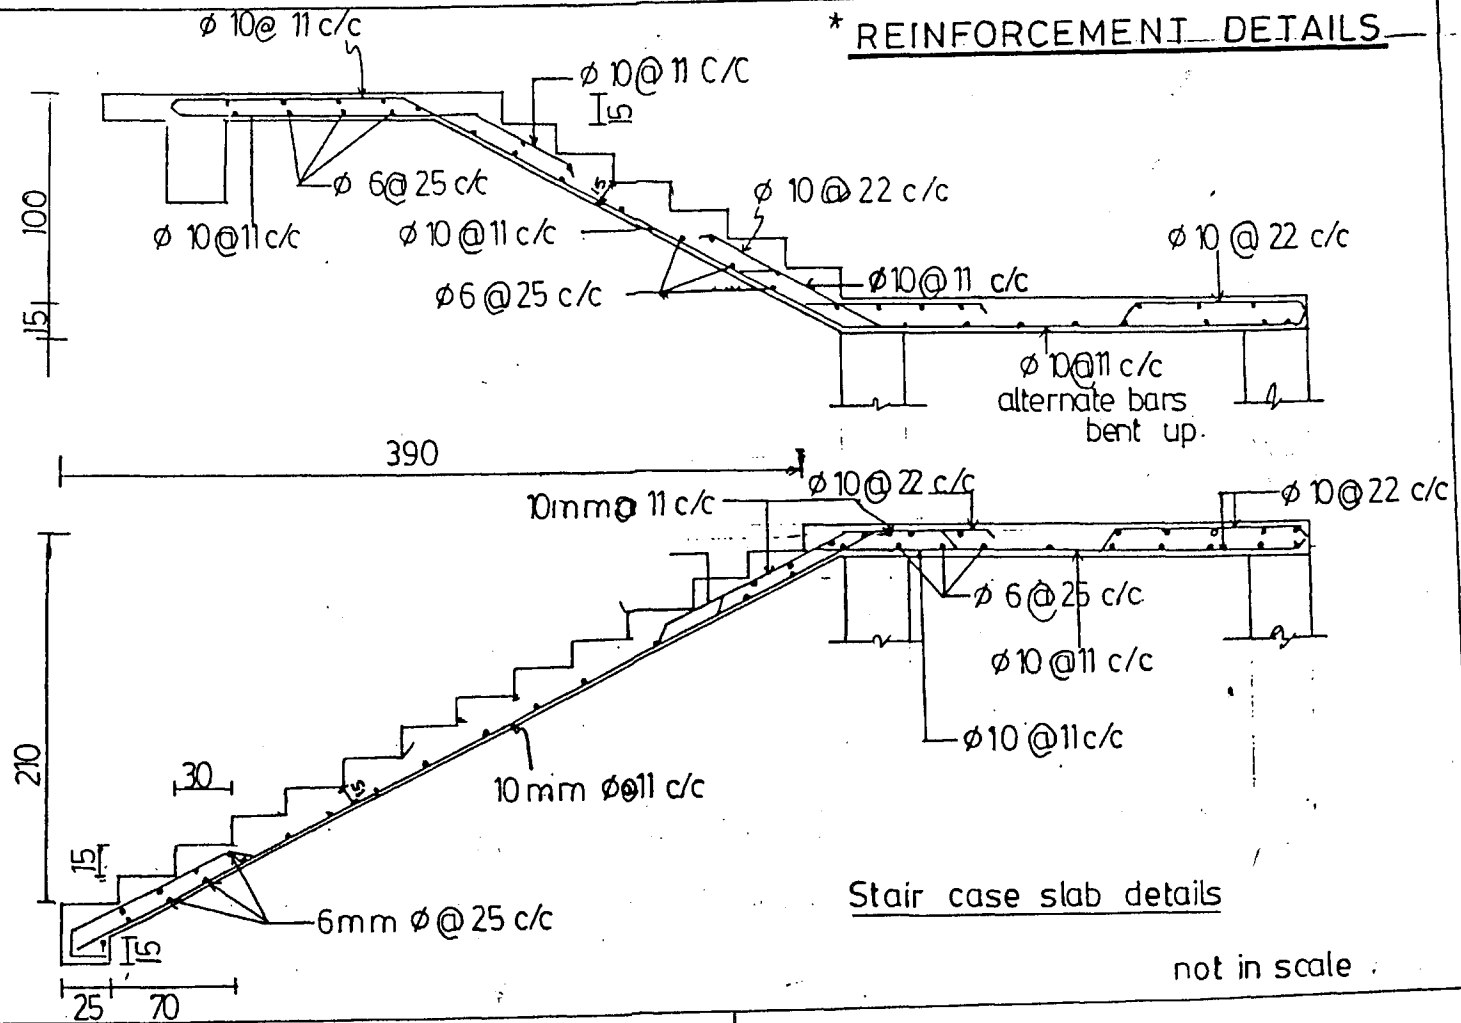 φ 10@ 11 c/c
* REINFORCEMENT DETAILS
φ 10@ 11 C/C
15
φ 6@ 25 c/c
φ 10 @ 22 c/c
100
φ 10@11 c/c
φ 10 @ 11 c/c
φ 10 @ 22 c/c
15
φ 6 @ 25 c/c
φ 10 @ 11 c/c
15
φ 10@11 c/c
alternate bars
bent up.
390
10mm@ 11 c/c
φ 10 @ 22 c/c
φ 10 @ 22 c/c
φ 6 @ 25 c/c
φ 10 @11 c/c
210
φ 10 @ 11 c/c
30
10 mm φ@11 c/c
15
15
Stair case slab details
6mm φ @ 25 c/c
15
not in scale
25
70